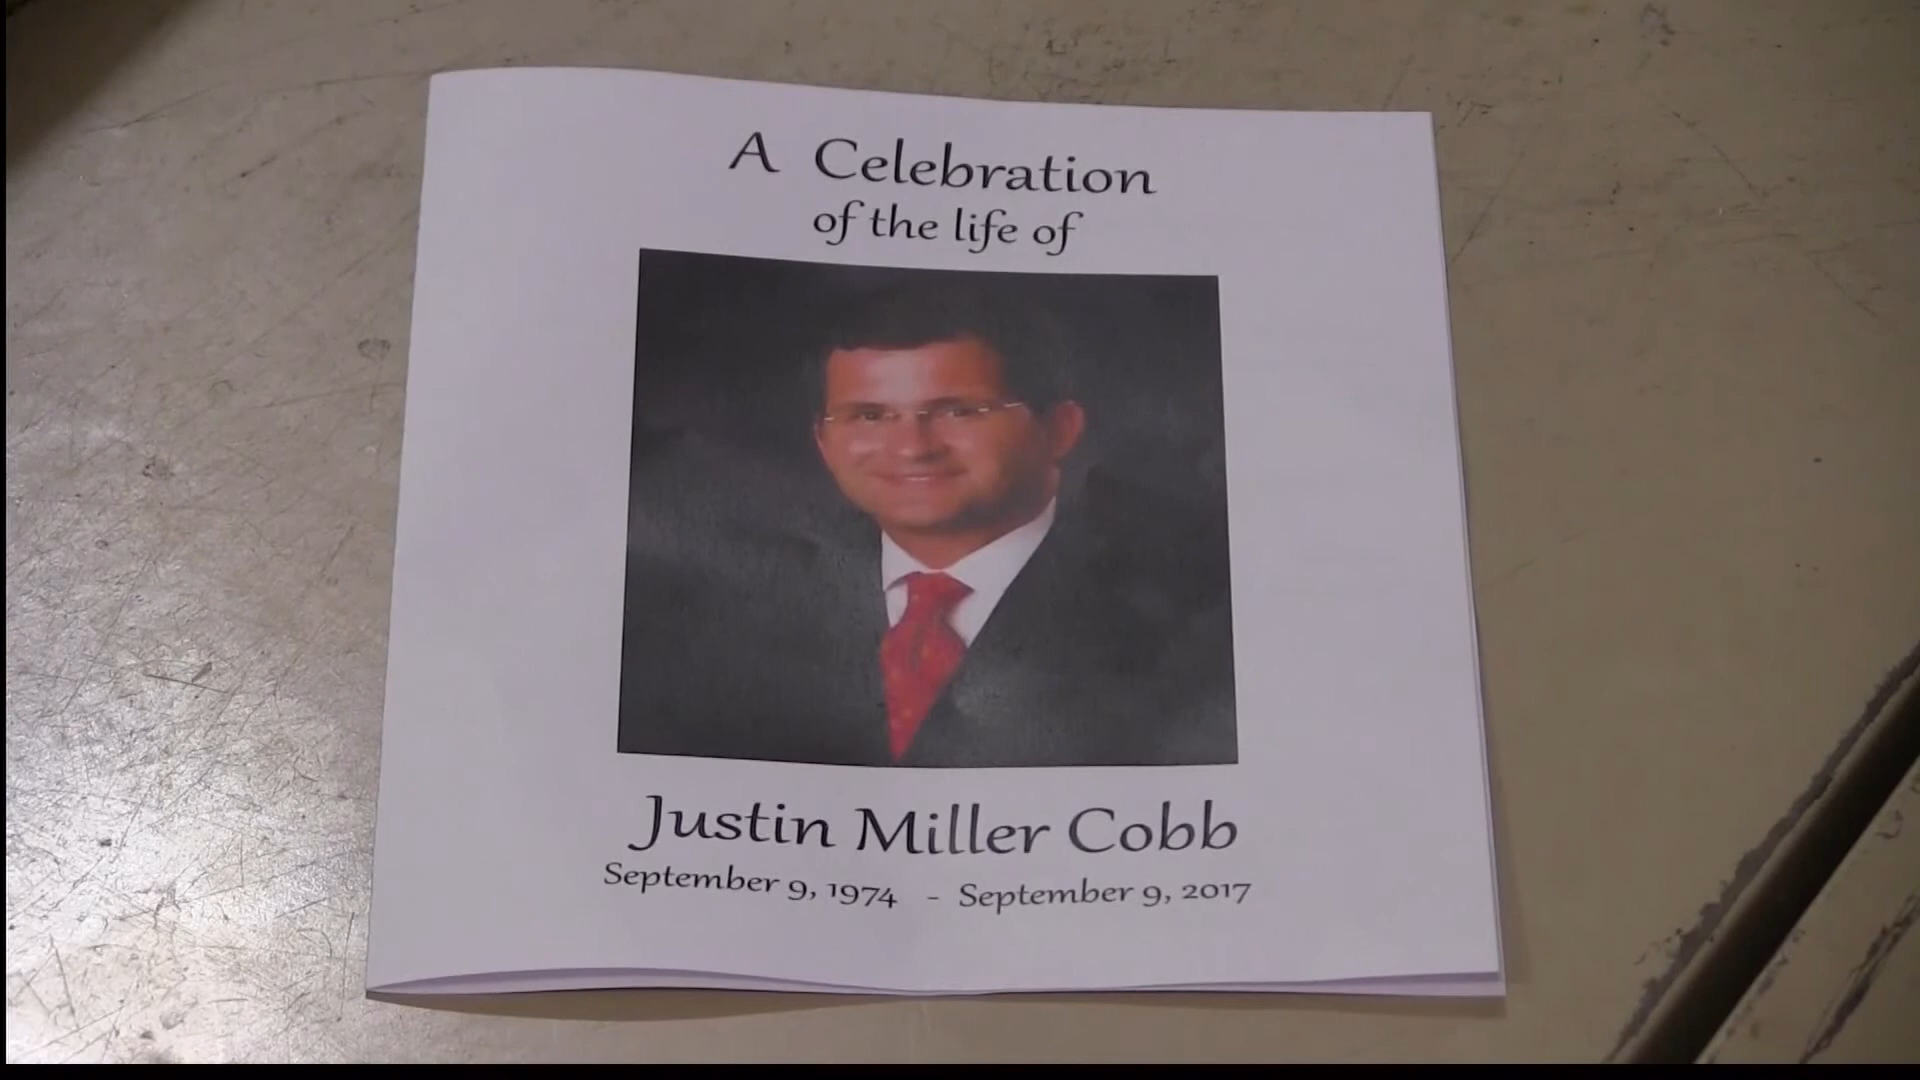 A Celebration
of the life of
Justin Miller Cobb
September 9, 1974 - September 9, 2017